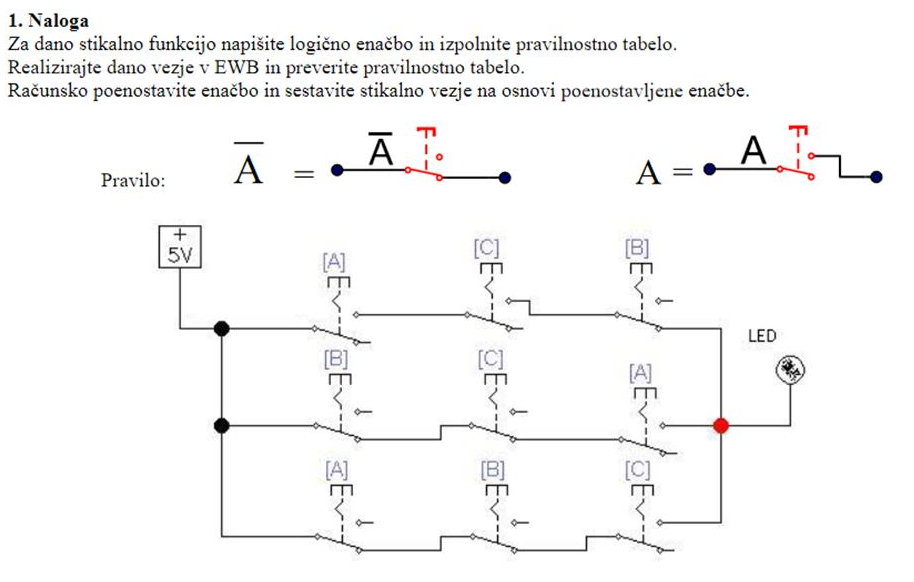 1. Naloga
Za dano stikalno funkcijo napišite logično enačbo in izpolnite pravilnostno tabelo.
Realizirajte dano vezje v EWB in preverite pravilnostno tabelo.
Računsko poenostavite enačbo in sestavite stikalno vezje na osnovi poenostavljene enačbe.
Pravilo: A̅ = A̅ A = A
+
5V
[A] [C] [B]
LED
[B] [C] [A]
[A] [B] [C]